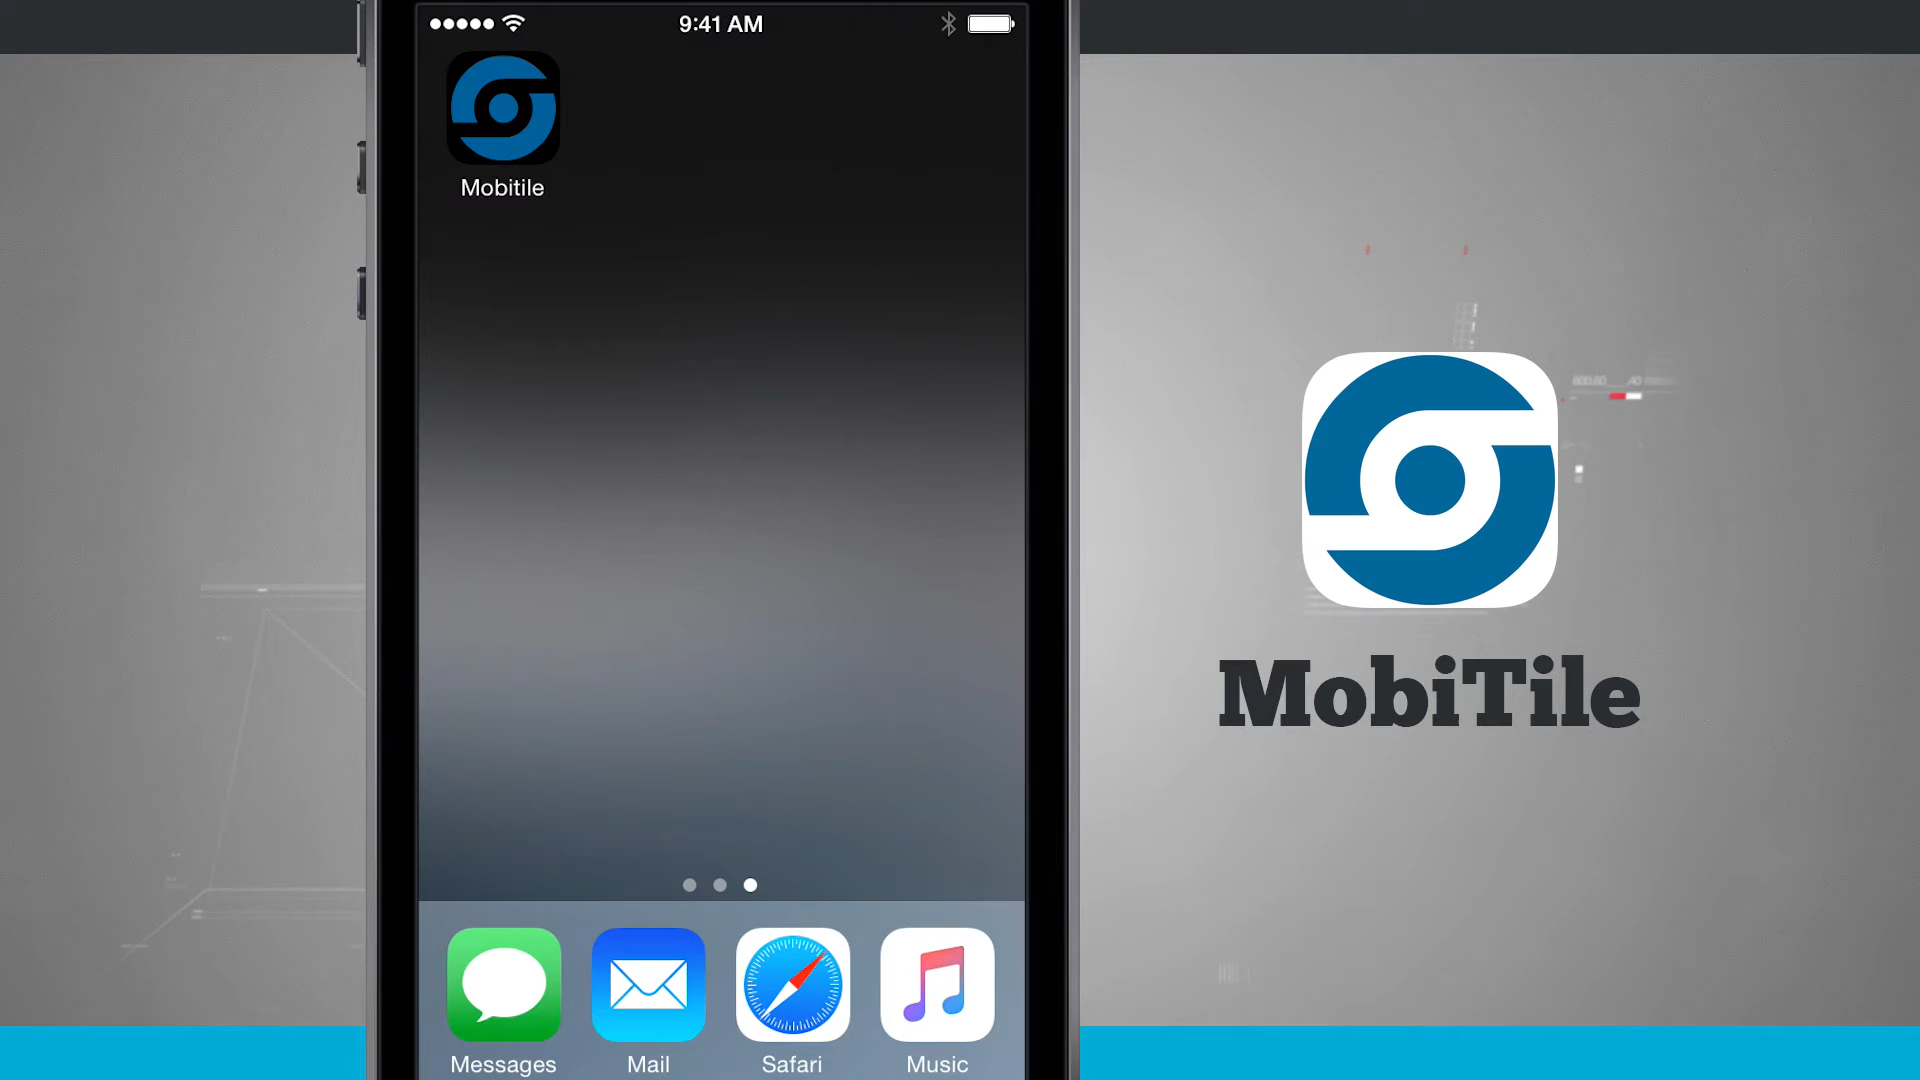 9:41 AM
Mobitile
MobiTile
Messages
Mail
Safari
Music